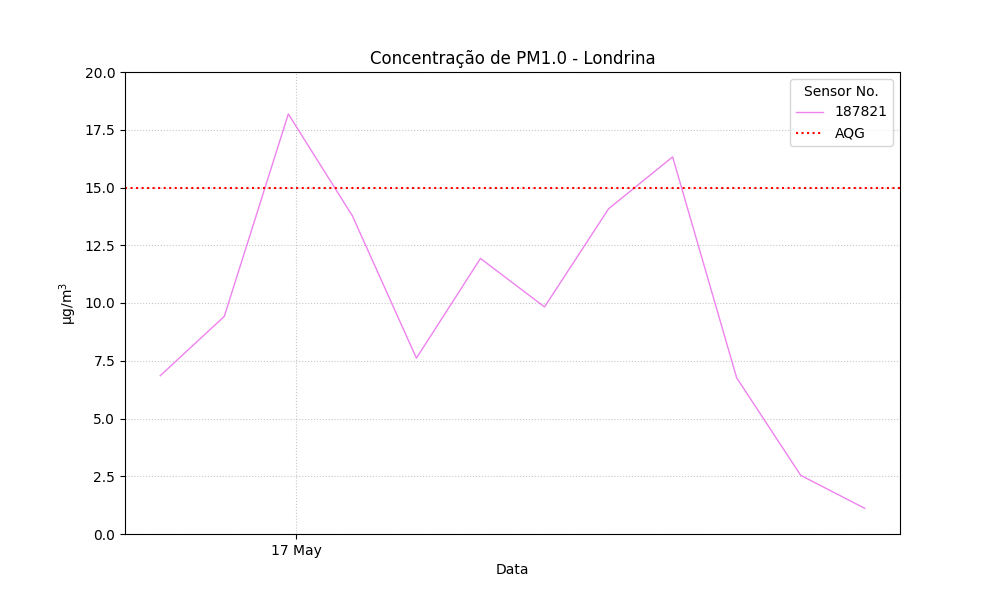 Concentração de PM1.0 - Londrina
Sensor No.
187821
AQG
20.0
17.5
15.0
12.5
10.0
7.5
5.0
2.5
0.0
µg/m³
17 May
Data